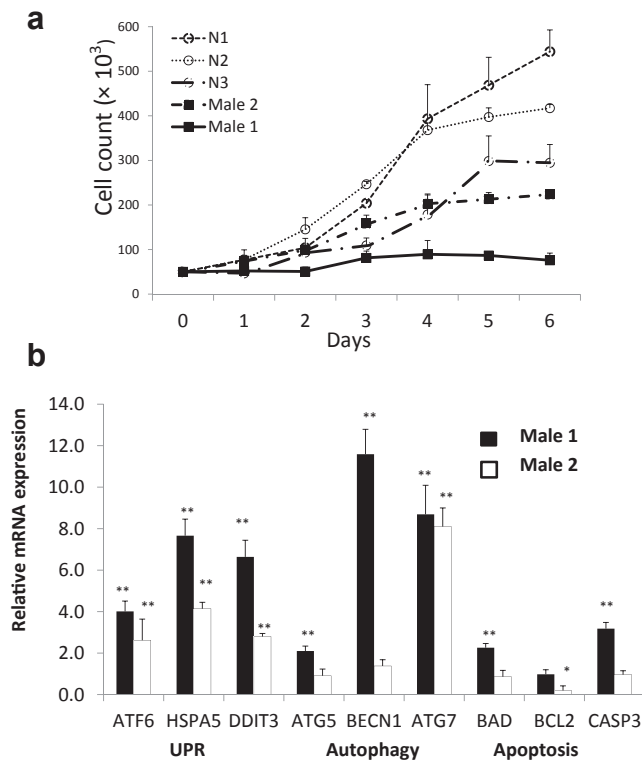 a
Cell count (× 10³)
600
500
400
300
200
100
0
N1
N2
N3
Male 2
Male 1
0 1 2 3 4 5 6
Days
b
Relative mRNA expression
14.0
12.0
10.0
8.0
6.0
4.0
2.0
0.0
Male 1
Male 2
** ** ** ** ** ** ** ** ** ** ** * **
ATF6 HSPA5 DDIT3 ATG5 BECN1 ATG7 BAD BCL2 CASP3
UPR Autophagy Apoptosis